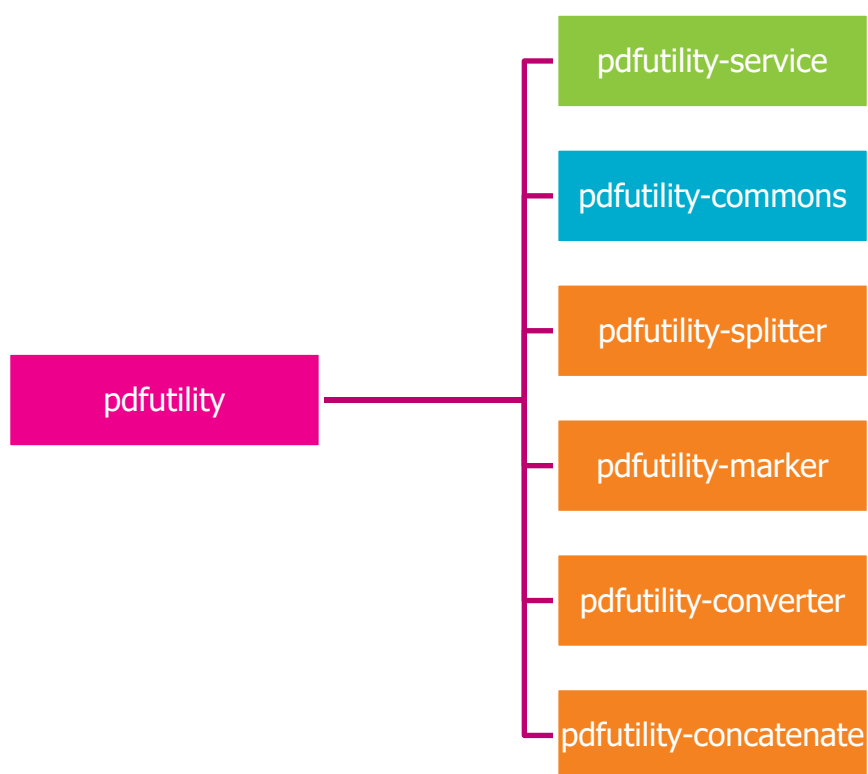 pdfutility-service
pdfutility-commons
pdfutility-splitter
pdfutility
pdfutility-marker
pdfutility-converter
pdfutility-concatenate